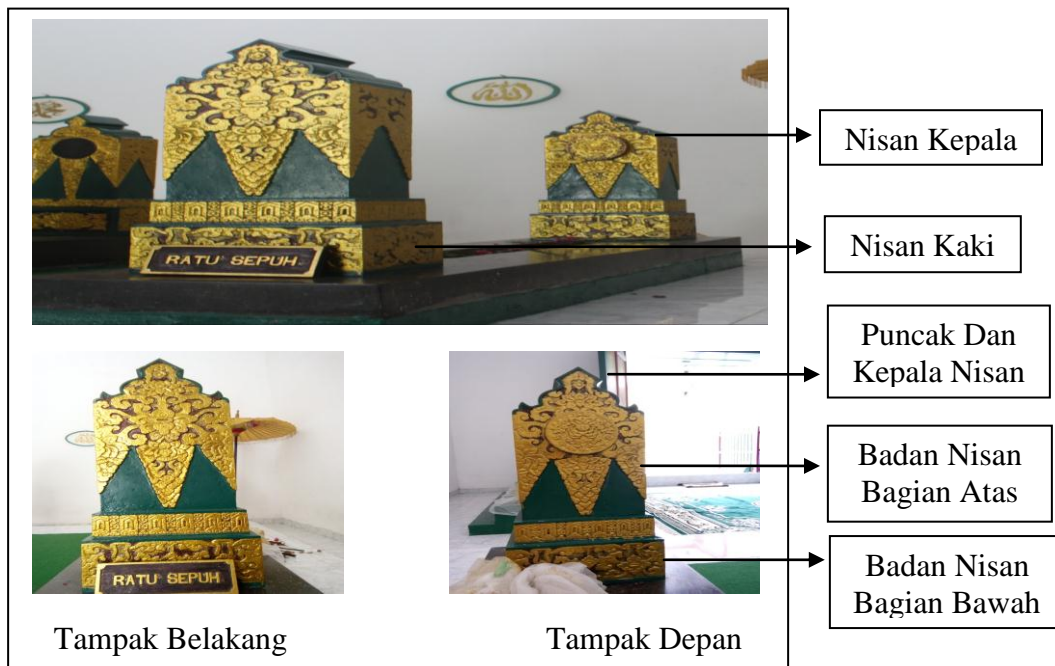 الله
RATU SEPUH
Nisan Kepala
Nisan Kaki
Puncak Dan
Kepala Nisan
RATU SEPUH
Badan Nisan
Bagian Atas
Badan Nisan
Bagian Bawah
Tampak Belakang
Tampak Depan